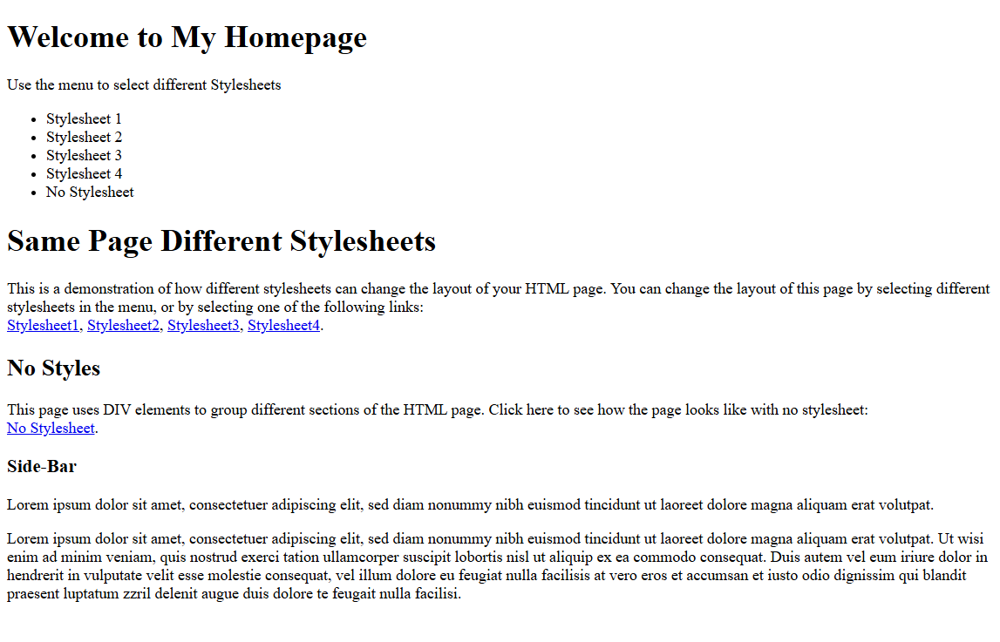 Welcome to My Homepage
Use the menu to select different Stylesheets
Stylesheet 1
Stylesheet 2
Stylesheet 3
Stylesheet 4
No Stylesheet
Same Page Different Stylesheets
This is a demonstration of how different stylesheets can change the layout of your HTML page. You can change the layout of this page by selecting different
stylesheets in the menu, or by selecting one of the following links:
Stylesheet1, Stylesheet2, Stylesheet3, Stylesheet4.
No Styles
This page uses DIV elements to group different sections of the HTML page. Click here to see how the page looks like with no stylesheet:
No Stylesheet.
Side-Bar
Lorem ipsum dolor sit amet, consectetuer adipiscing elit, sed diam nonummy nibh euismod tincidunt ut laoreet dolore magna aliquam erat volutpat.
Lorem ipsum dolor sit amet, consectetuer adipiscing elit, sed diam nonummy nibh euismod tincidunt ut laoreet dolore magna aliquam erat volutpat. Ut wisi
enim ad minim veniam, quis nostrud exerci tation ullamcorper suscipit lobortis nisl ut aliquip ex ea commodo consequat. Duis autem vel eum iriure dolor in
hendrerit in vulputate velit esse molestie consequat, vel illum dolore eu feugiat nulla facilisis at vero eros et accumsan et iusto odio dignissim qui blandit
praesent luptatum zzril delenit augue duis dolore te feugait nulla facilisi.